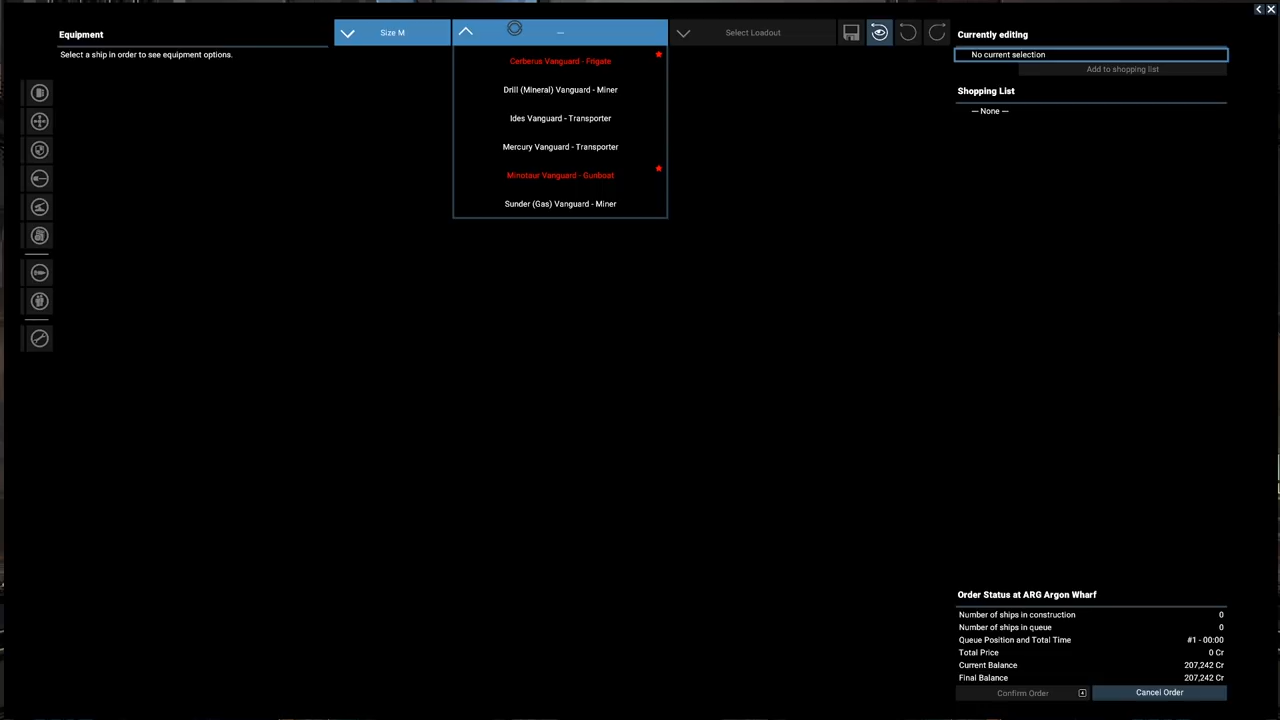 Equipment
Select a ship in order to see equipment options.
Size M
—
Select Loadout
Cerberus Vanguard - Frigate
Drill (Mineral) Vanguard - Miner
Ides Vanguard - Transporter
Mercury Vanguard - Transporter
Minotaur Vanguard - Gunboat
Sunder (Gas) Vanguard - Miner
Currently editing
No current selection
Add to shopping list
Shopping List
— None —
Order Status at ARG Argon Wharf
Number of ships in construction 0
Number of ships in queue 0
Queue Position and Total Time #1 - 00:00
Total Price 0 Cr
Current Balance 207,242 Cr
Final Balance 207,242 Cr
Confirm Order
Cancel Order